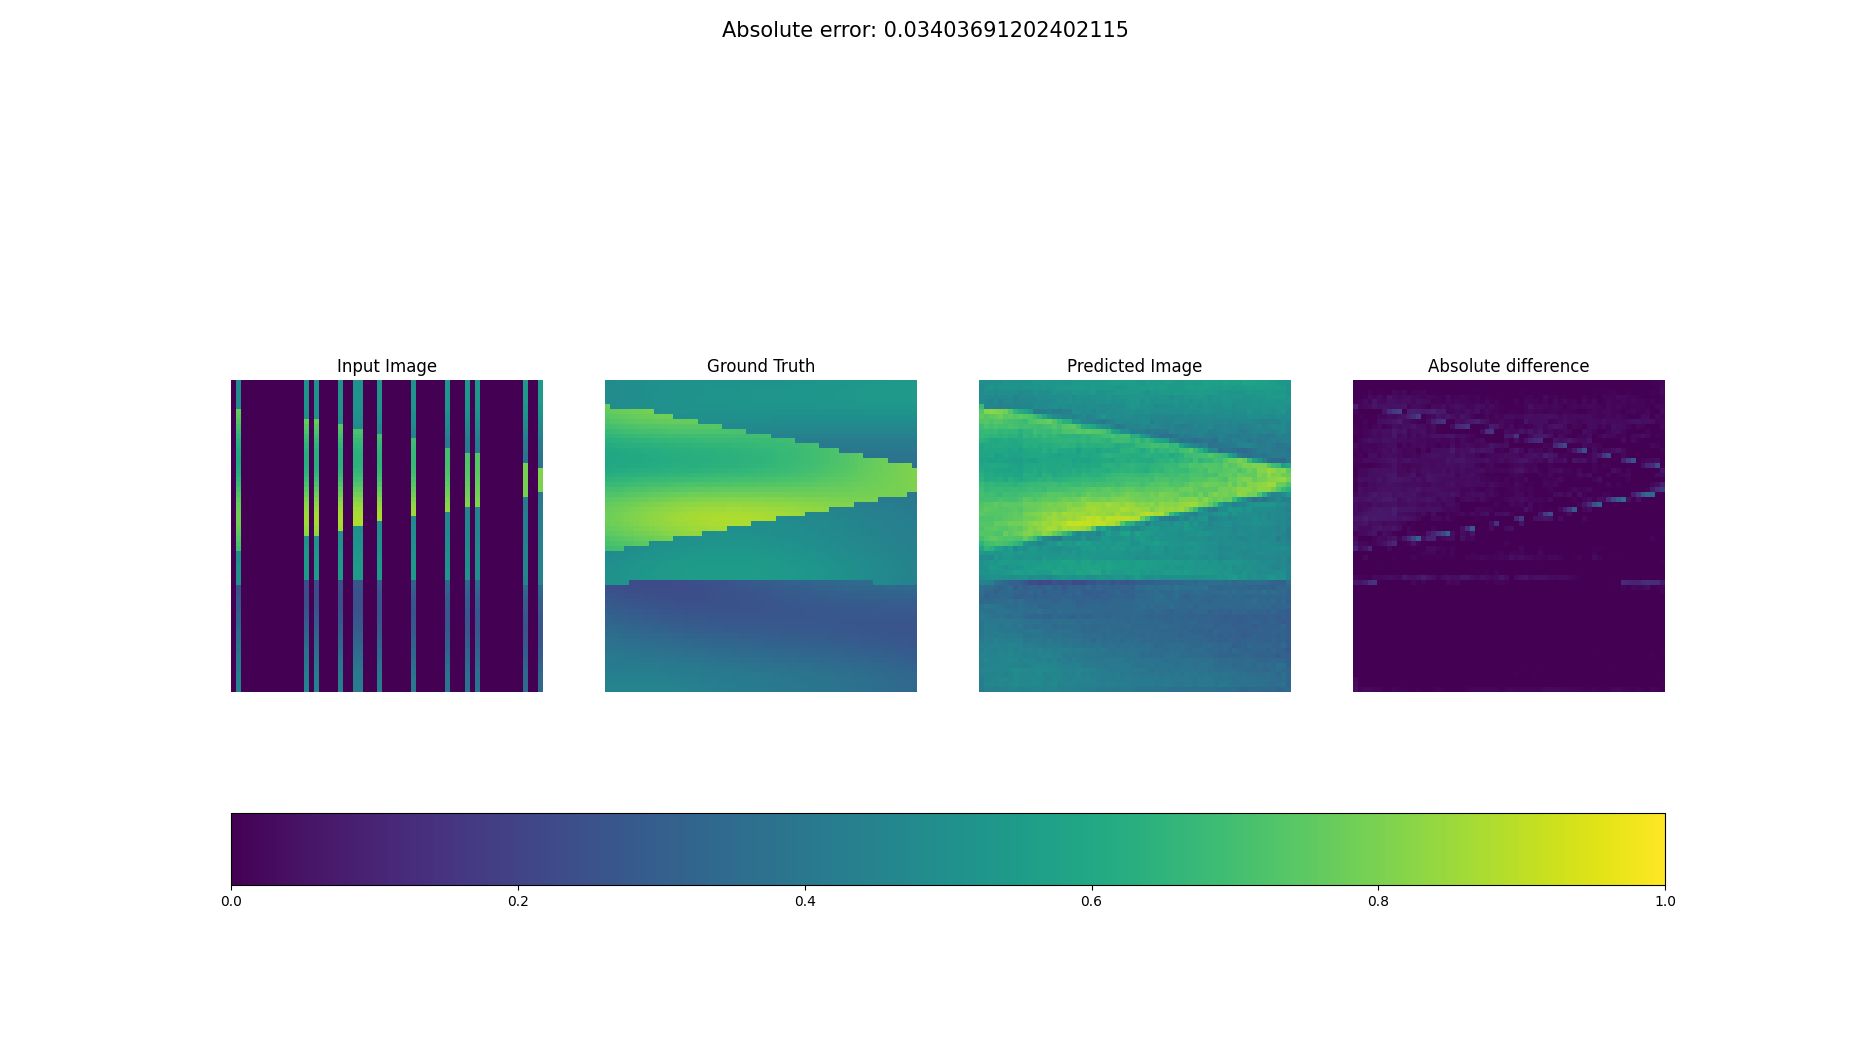 Absolute error: 0.03403691202402115
Input Image
Ground Truth
Predicted Image
Absolute difference
0.0
0.2
0.4
0.6
0.8
1.0